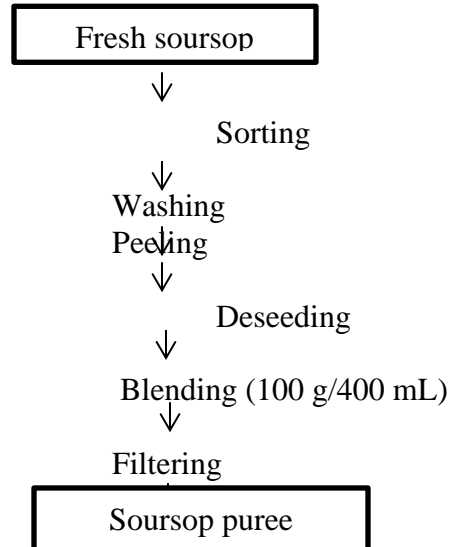 Fresh soursop
Sorting
Washing
Peeling
Deseeding
Blending (100 g/400 mL)
Filtering
Soursop puree